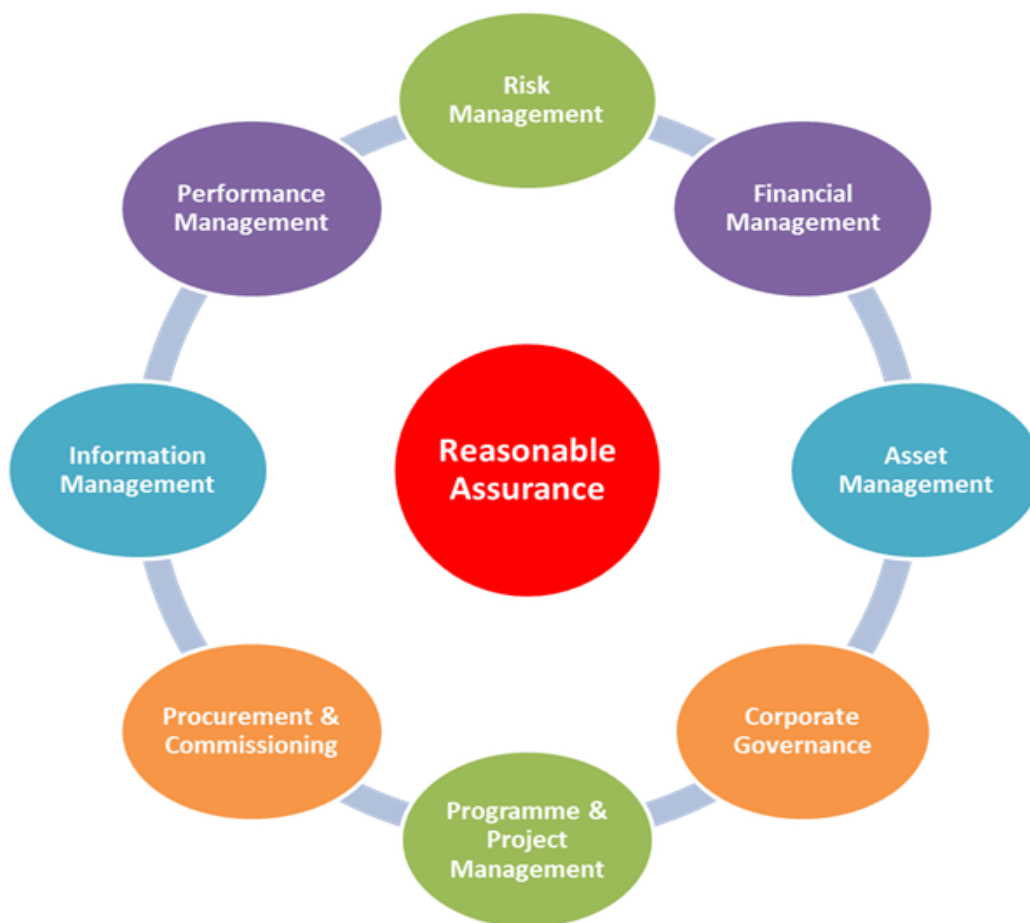 Risk
Management
Performance
Management
Financial
Management
Information
Management
Reasonable
Assurance
Asset
Management
Procurement &
Commissioning
Corporate
Governance
Programme &
Project
Management